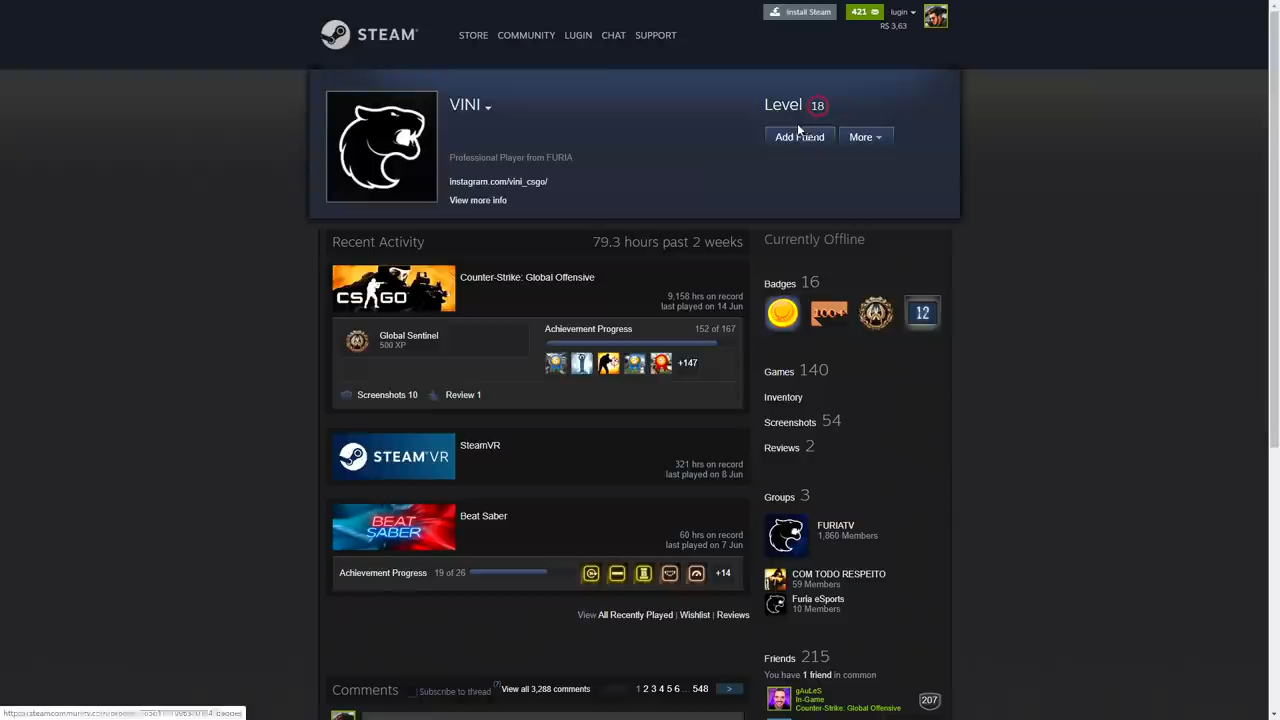 Install Steam
421
lugin
R$ 3,63
STEAM
STORE COMMUNITY LUGIN CHAT SUPPORT
VINI
Professional Player from FURIA
instagram.com/vini_csgo/
View more info
Level 18
Add Friend
More
Recent Activity
79.3 hours past 2 weeks
CS GO
Counter-Strike: Global Offensive
9,158 hrs on record
last played on 14 Jun
Global Sentinel
500 XP
Achievement Progress 152 of 167
+147
Screenshots 10
Review 1
STEAM VR
SteamVR
321 hrs on record
last played on 8 Jun
BEAT SABER
Beat Saber
60 hrs on record
last played on 7 Jun
Achievement Progress 19 of 26
+14
View All Recently Played | Wishlist | Reviews
Comments
Subscribe to thread
(?)
View all 3,288 comments
1 2 3 4 5 6 ... 548 >
Currently Offline
Badges 16
100+
12
Games 140
Inventory
Screenshots 54
Reviews 2
Groups 3
FURIATV
1,860 Members
COM TODO RESPEITO
59 Members
Furia eSports
10 Members
Friends 215
You have 1 friend in common
gAuLeS
In-Game
Counter-Strike: Global Offensive
207